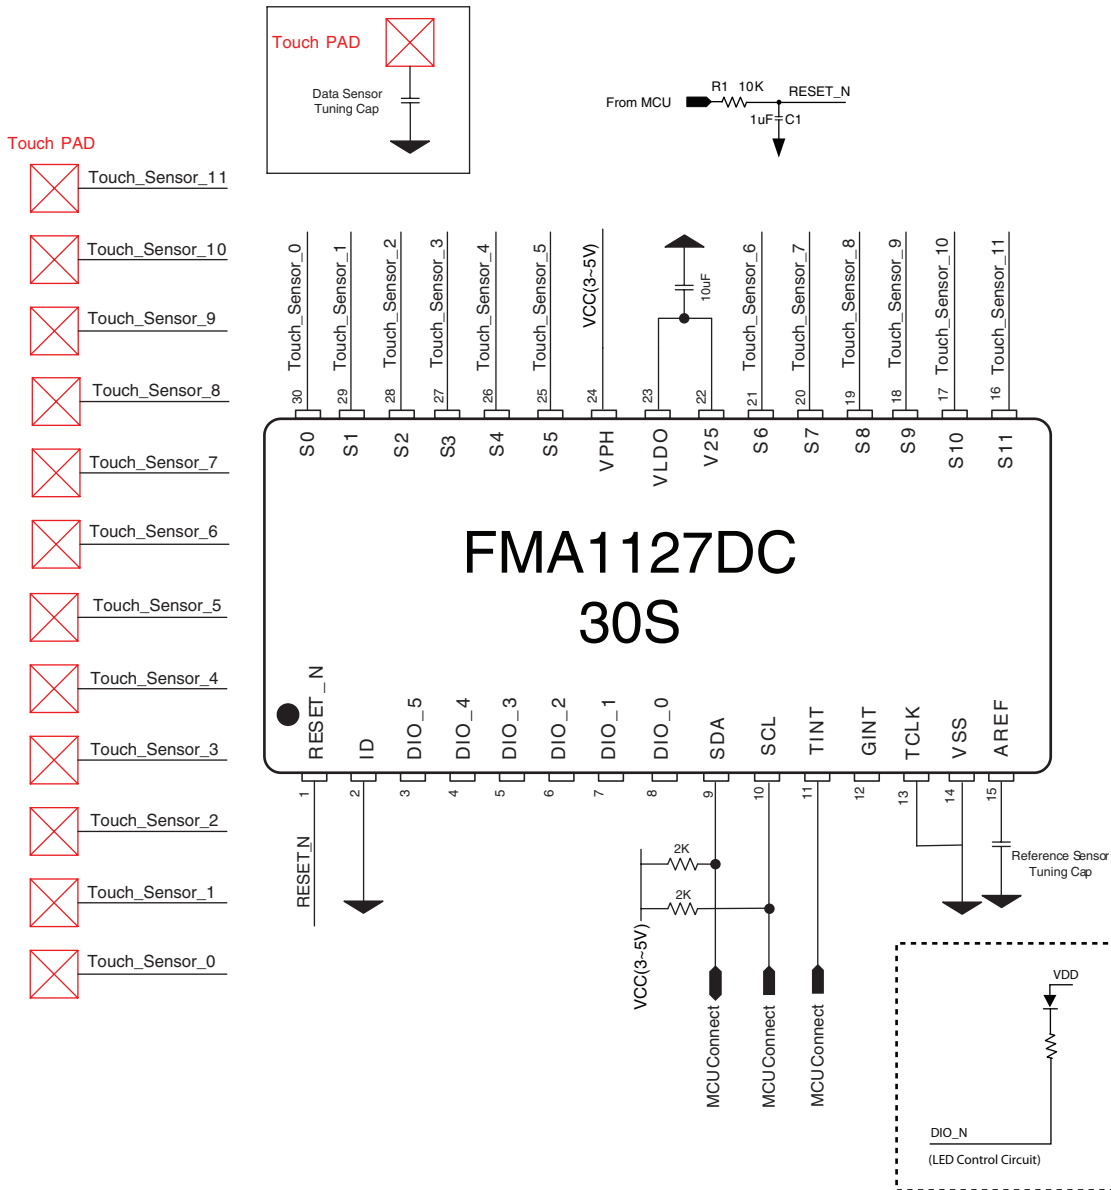 Touch PAD
Data Sensor
Tuning Cap
From MCU
R1 10K
RESET_N
1uF C1
Touch PAD
Touch_Sensor_11
Touch_Sensor_10
Touch_Sensor_9
Touch_Sensor_8
Touch_Sensor_7
Touch_Sensor_6
Touch_Sensor_5
Touch_Sensor_4
Touch_Sensor_3
Touch_Sensor_2
Touch_Sensor_1
Touch_Sensor_0
Touch_Sensor_0
Touch_Sensor_1
Touch_Sensor_2
Touch_Sensor_3
Touch_Sensor_4
Touch_Sensor_5
VCC(3~5V)
10uF
Touch_Sensor_6
Touch_Sensor_7
Touch_Sensor_8
Touch_Sensor_9
Touch_Sensor_10
Touch_Sensor_11
30 29 28 27 26 25 24 23 22 21 20 19 18 17 16
S0 S1 S2 S3 S4 S5 VPH VLDO V25 S6 S7 S8 S9 S10 S11
FMA1127DC
30S
RESET_N ID DIO_5 DIO_4 DIO_3 DIO_2 DIO_1 DIO_0 SDA SCL TINT GINT TCLK VSS AREF
1 2 3 4 5 6 7 8 9 10 11 12 13 14 15
RESET_N
2K
2K
VCC(3~5V)
MCU Connect
MCU Connect
MCU Connect
Reference Sensor
Tuning Cap
VDD
DIO_N
(LED Control Circuit)